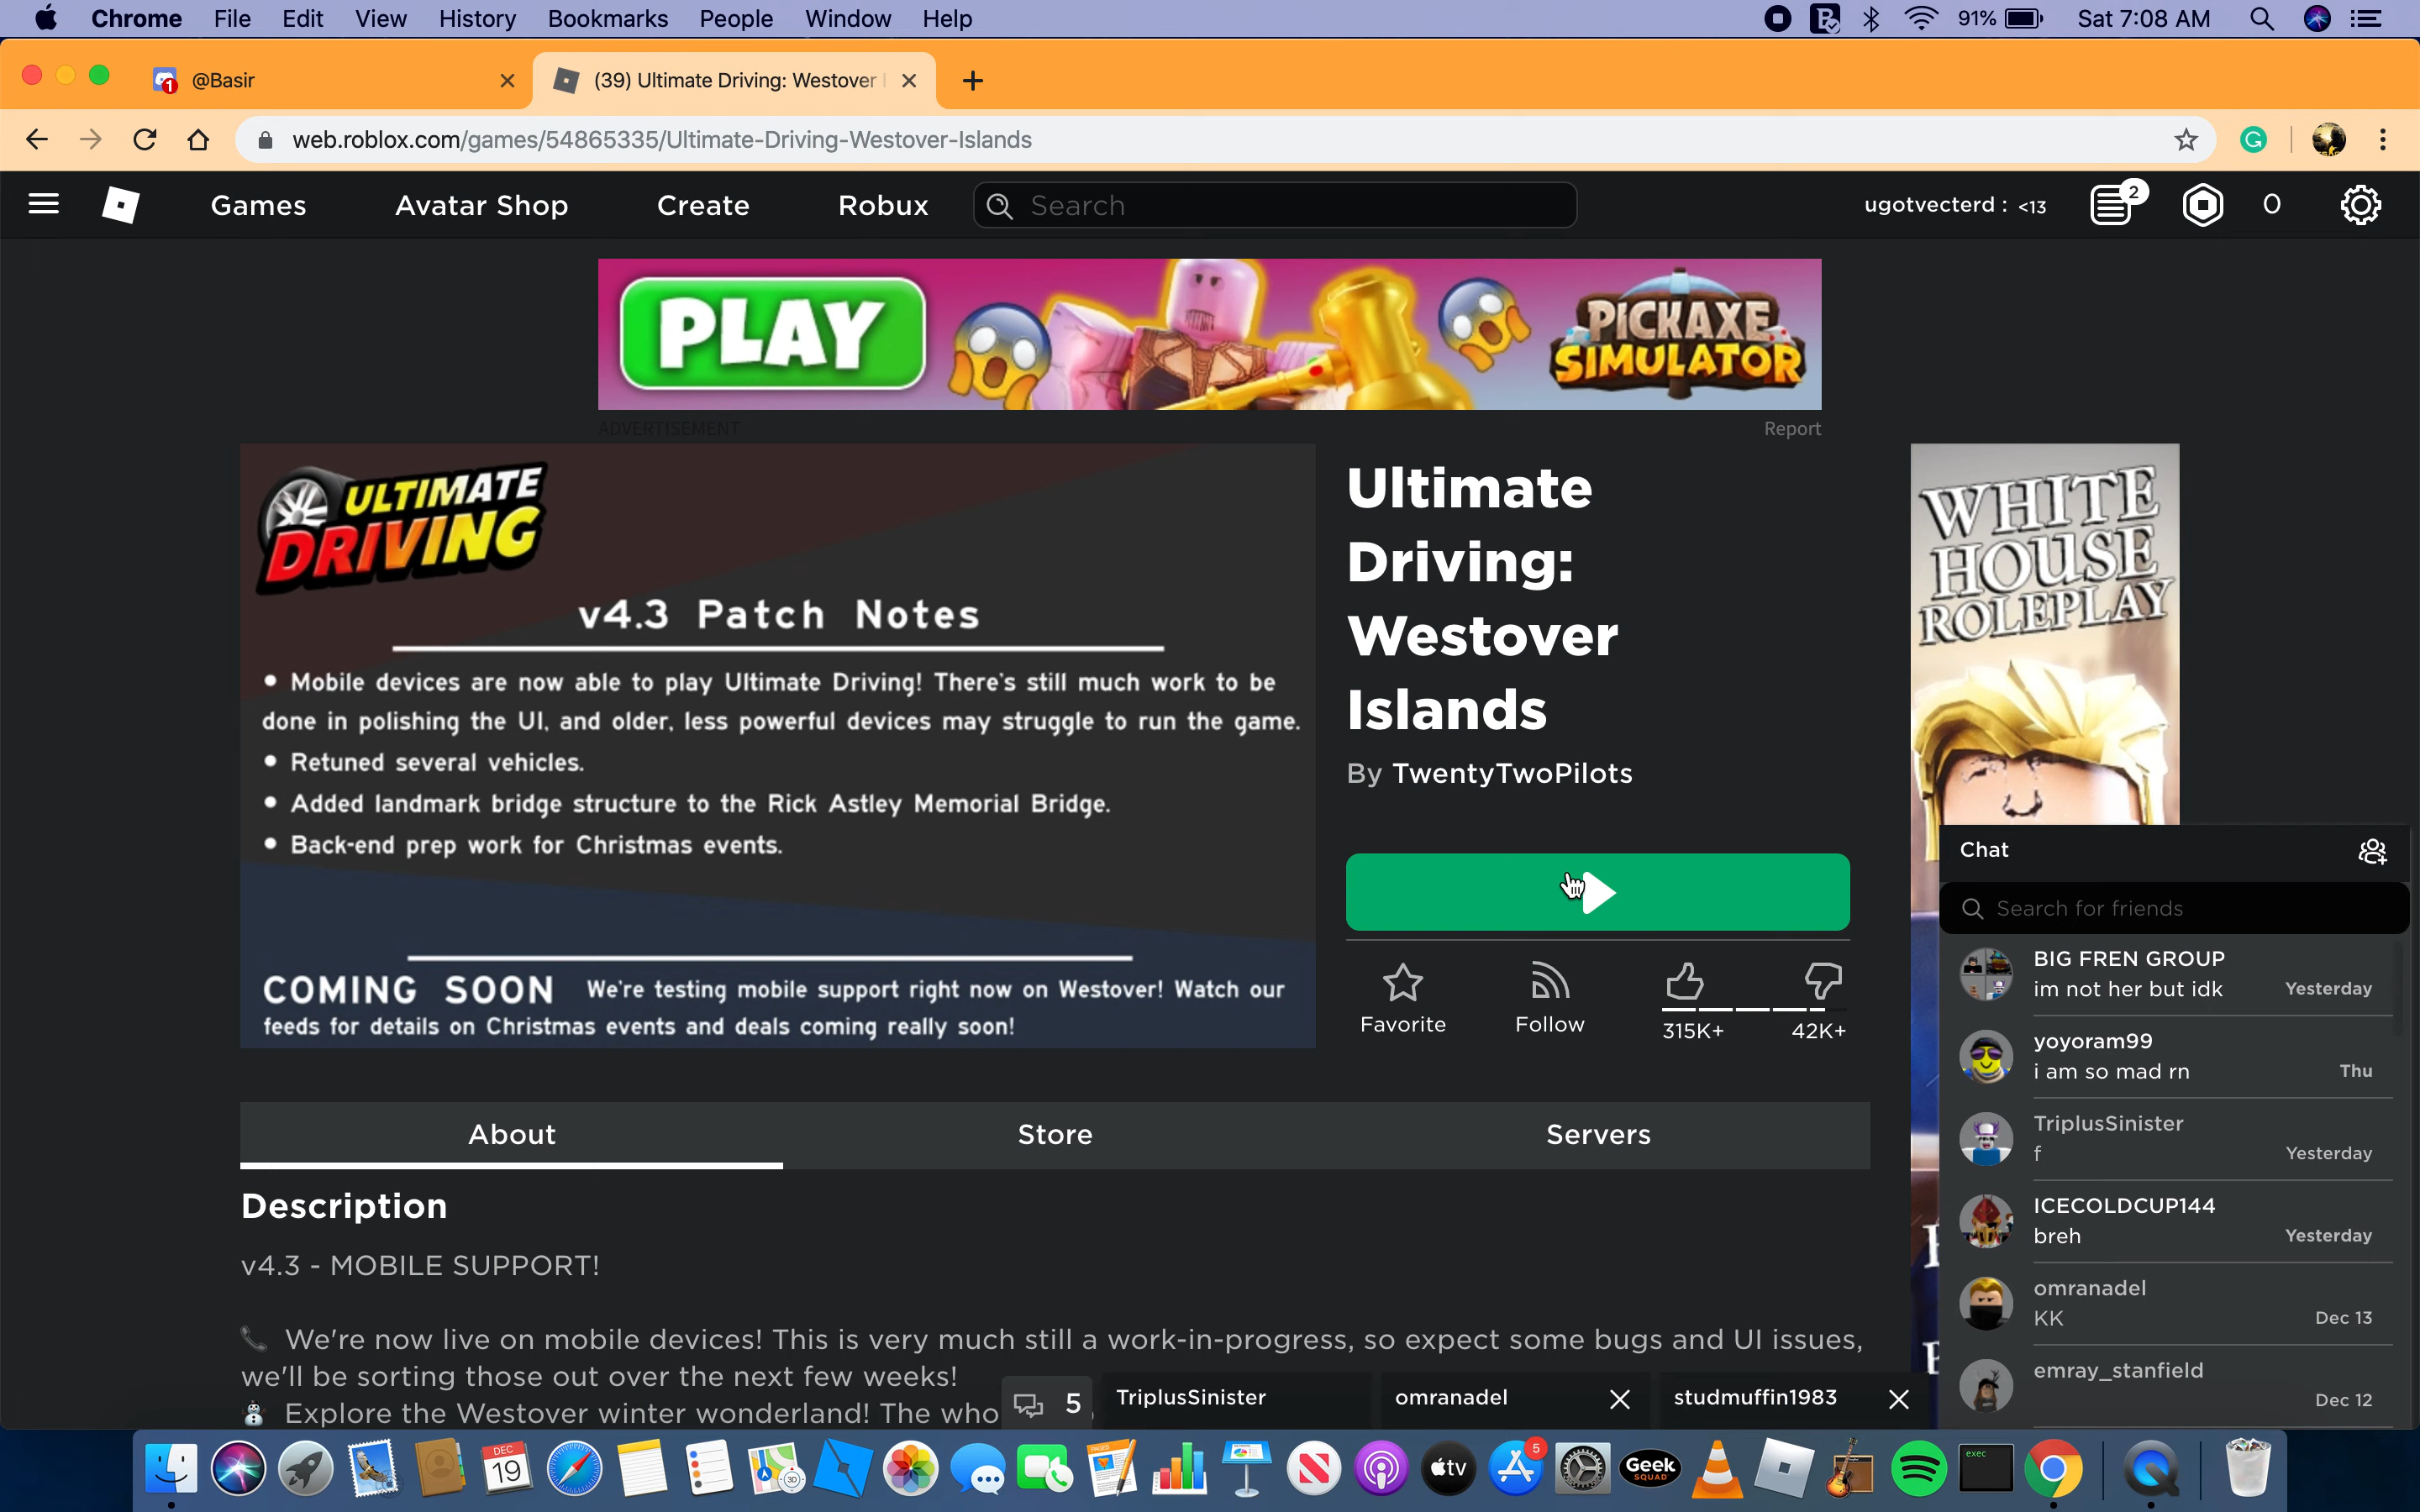 Chrome File Edit View History Bookmarks People Window Help 91% Sat 7:08 AM
1 @Basir (39) Ultimate Driving: Westover
web.roblox.com/games/54865335/Ultimate-Driving-Westover-Islands
Games Avatar Shop Create Robux Search ugotvecterd : <13 2 0
PLAY PICKAXE
SIMULATOR
ADVERTISEMENT Report
ULTIMATE
DRIVING
v4.3 Patch Notes
• Mobile devices are now able to play Ultimate Driving! There's still much work to be
done in polishing the UI, and older, less powerful devices may struggle to run the game.
• Retuned several vehicles.
• Added landmark bridge structure to the Rick Astley Memorial Bridge.
• Back-end prep work for Christmas events.
COMING SOON We're testing mobile support right now on Westover! Watch our
feeds for details on Christmas events and deals coming really soon!
Ultimate
Driving:
Westover
Islands
By TwentyTwoPilots
Favorite Follow 315K+ 42K+
WHITE
HOUSE
ROLEPLAY
About Store Servers
Description
v4.3 - MOBILE SUPPORT!
📞 We're now live on mobile devices! This is very much still a work-in-progress, so expect some bugs and UI issues,
we'll be sorting those out over the next few weeks!
⛄ Explore the Westover winter wonderland! The who
Chat
Search for friends
BIG FREN GROUP
im not her but idk Yesterday
yoyoram99
i am so mad rn Thu
TriplusSinister
f Yesterday
ICECOLDCUP144
breh Yesterday
omranadel
KK Dec 13
emray_stanfield
Dec 12
5 TriplusSinister omranadel studmuffin1983
DEC
19
PAGES
3D
tv
5
Geek
SQUAD
exec